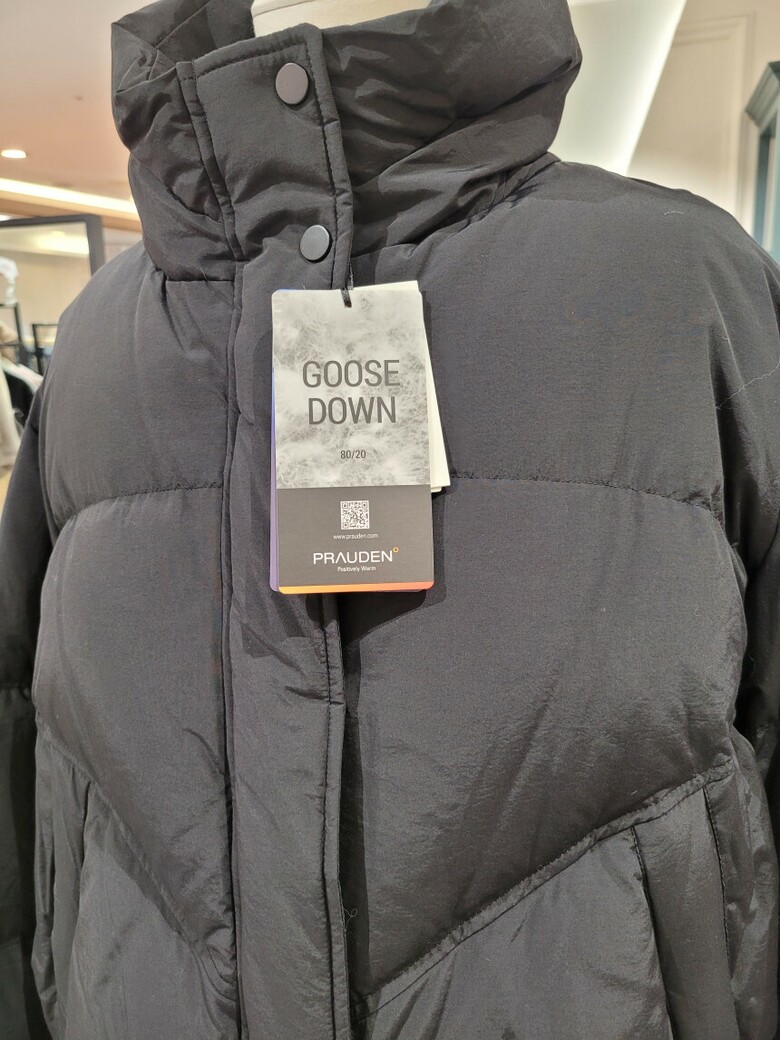 GOOSE
DOWN
80/20
www.prauden.com
PRAUDEN°
Positively Warm